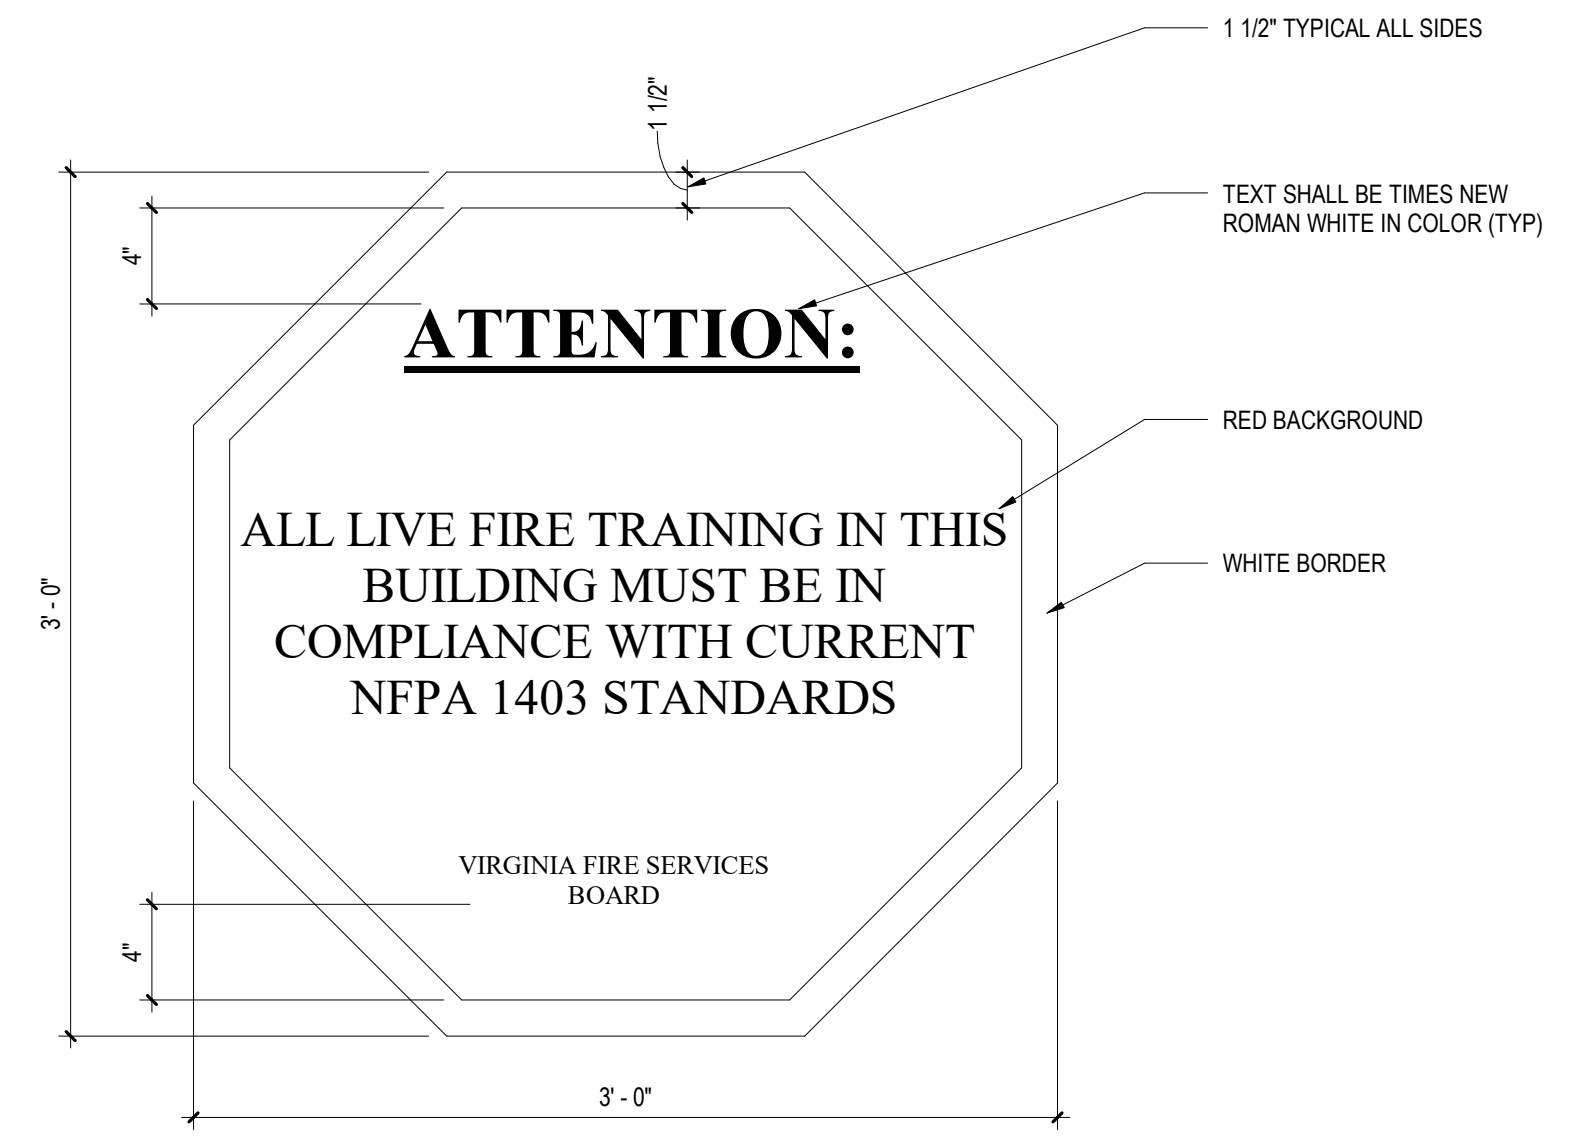 1 1/2" TYPICAL ALL SIDES
1 1/2"
TEXT SHALL BE TIMES NEW
ROMAN WHITE IN COLOR (TYP)
4"
ATTENTION:
RED BACKGROUND
ALL LIVE FIRE TRAINING IN THIS
BUILDING MUST BE IN
COMPLIANCE WITH CURRENT
NFPA 1403 STANDARDS
WHITE BORDER
3' - 0"
VIRGINIA FIRE SERVICES
BOARD
4"
3' - 0"